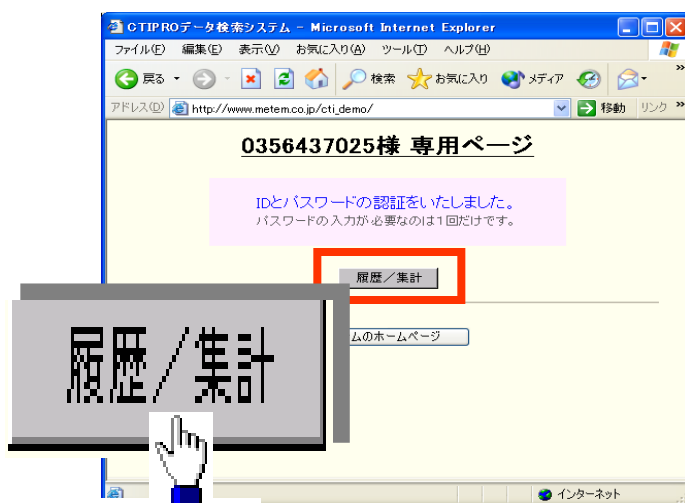 CTIPROデータ検索システム - Microsoft Internet Explorer
ファイル(F) 編集(E) 表示(V) お気に入り(A) ツール(T) ヘルプ(H)
戻る 検索 お気に入り メディア
アドレス(D) http://www.metem.co.jp/cti_demo/ 移動 リンク
0356437025様 専用ページ
IDとパスワードの認証をいたしました。
パスワードの入力が必要なのは1回だけです。
履歴／集計
ムのホームページ
履歴／集計
インターネット